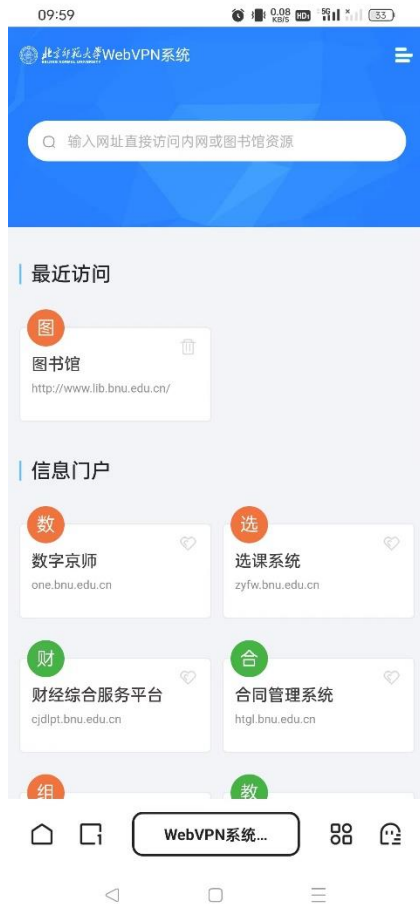 09:59
0.08 KB/S HD 5G 33
北京师范大学WebVPN系统
输入网址直接访问内网或图书馆资源
最近访问
图
图书馆
http://www.lib.bnu.edu.cn/
信息门户
数 选
数字京师 选课系统
one.bnu.edu.cn zyfw.bnu.edu.cn
财 合
财经综合服务平台 合同管理系统
cjdlpt.bnu.edu.cn htgl.bnu.edu.cn
组 教
WebVPN系统...